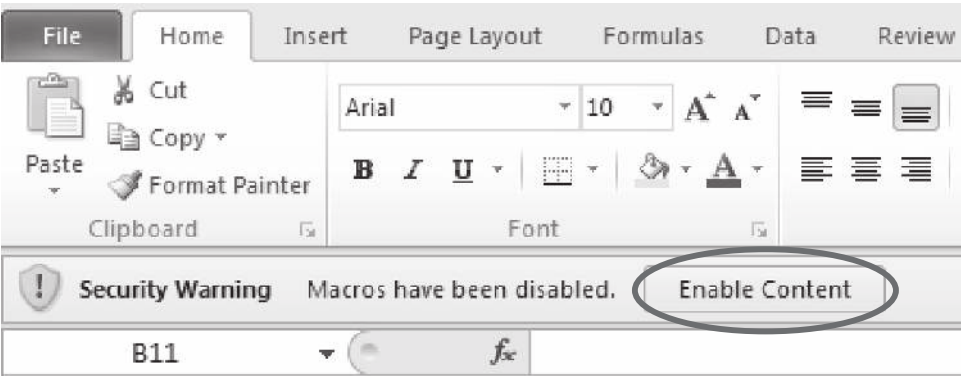 File Home Insert Page Layout Formulas Data Review
Cut
Copy
Paste
Format Painter
Clipboard
Arial 10 A A
B I U A
Font
! Security Warning Macros have been disabled. Enable Content
B11 fx